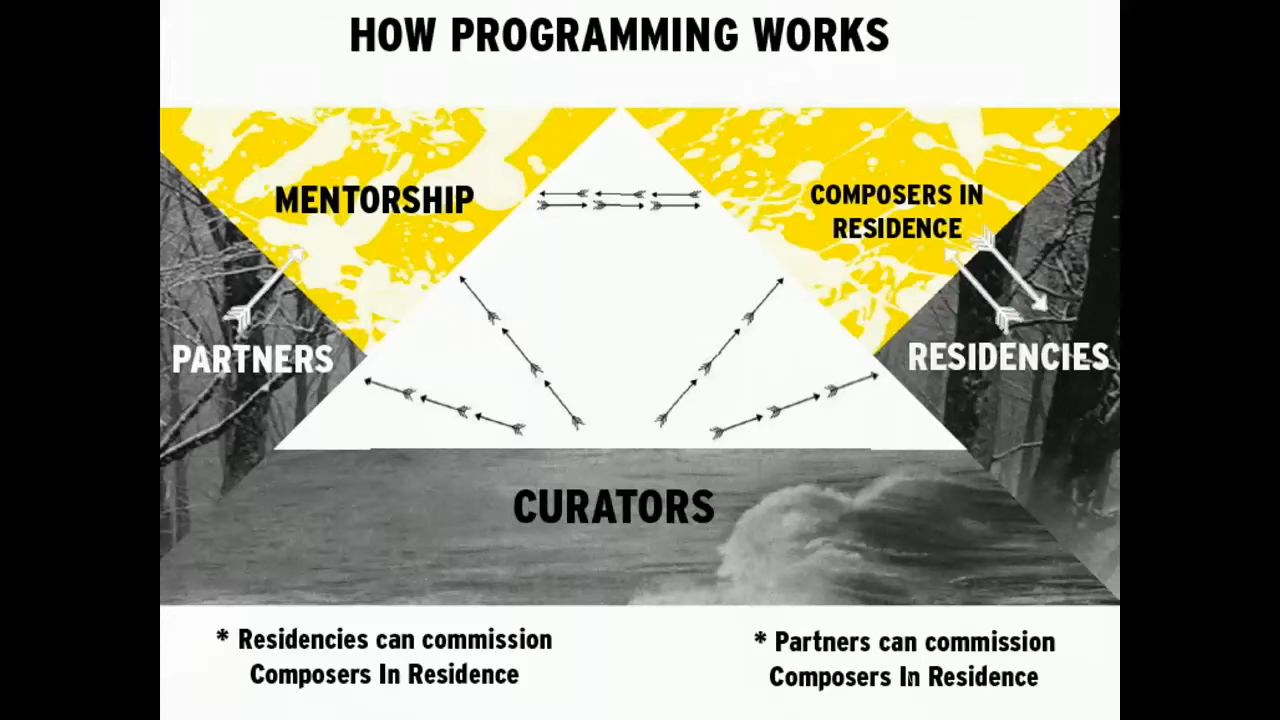 HOW PROGRAMMING WORKS
MENTORSHIP
COMPOSERS IN
RESIDENCE
PARTNERS
RESIDENCIES
CURATORS
* Residencies can commission
Composers In Residence
* Partners can commission
Composers In Residence